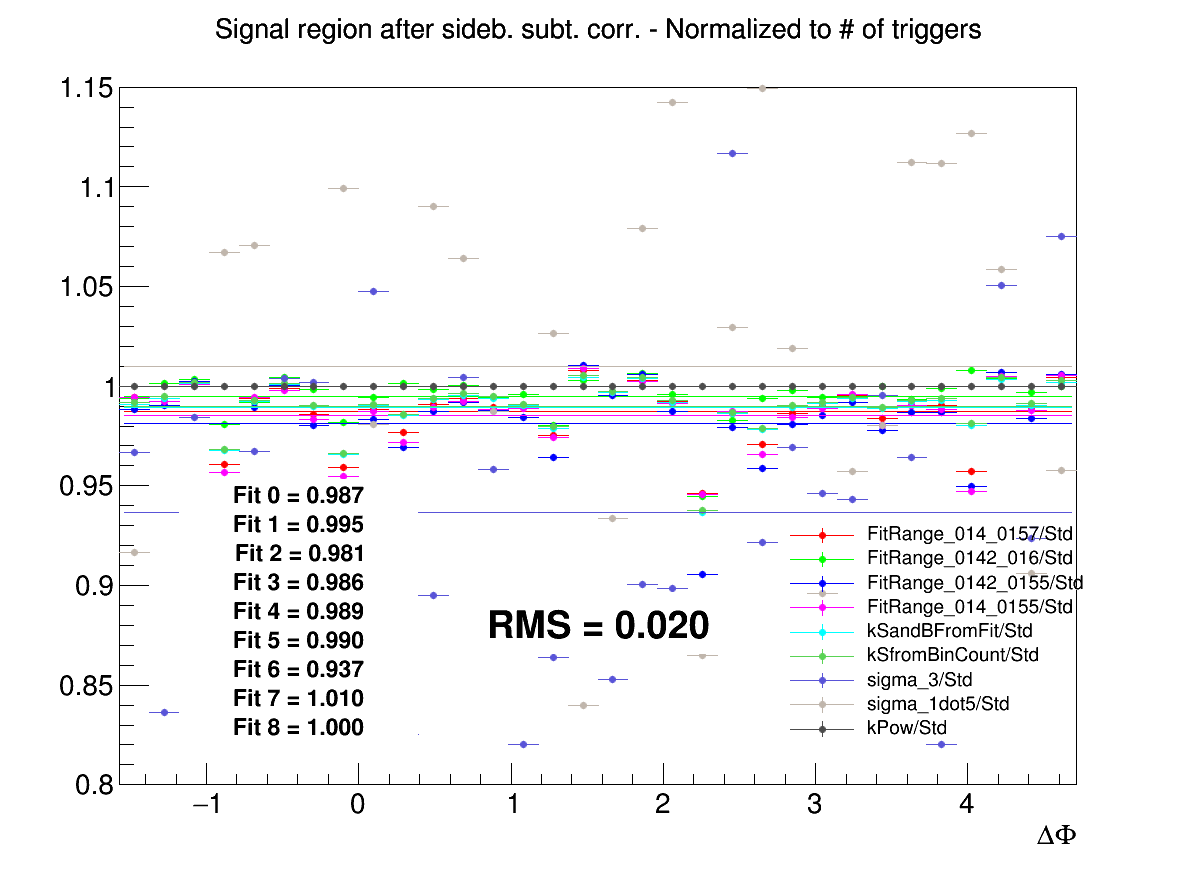 Signal region after sideb. subt. corr. - Normalized to # of triggers
1.15
1.1
1.05
1
0.95
0.9
0.85
0.8
Fit 0 = 0.987
Fit 1 = 0.995
Fit 2 = 0.981
Fit 3 = 0.986
Fit 4 = 0.989
Fit 5 = 0.990
Fit 6 = 0.937
Fit 7 = 1.010
Fit 8 = 1.000
RMS = 0.020
FitRange_014_0157/Std
FitRange_0142_016/Std
FitRange_0142_0155/Std
FitRange_014_0155/Std
kSandBFromFit/Std
kSfromBinCount/Std
sigma_3/Std
sigma_1dot5/Std
kPow/Std
−1 0 1 2 3 4
ΔΦ